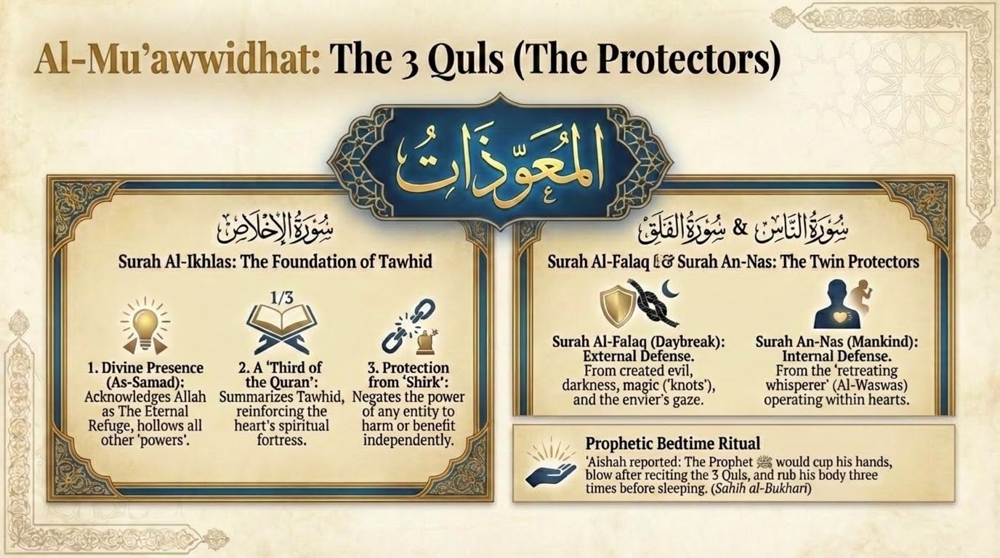 Al-Mu’awwidhat: The 3 Quls (The Protectors)
المُعَوِّذَاتُ
سُوْرَةُ الإِخْلَاصِ
Surah Al-Ikhlas: The Foundation of Tawhid
1. Divine Presence
(As-Samad):
Acknowledges Allah
as The Eternal
Refuge, hollows all
other ‘powers’.
1/3
2. A ‘Third of
the Quran’:
Summarizes Tawhid,
reinforcing the
heart’s spiritual
fortress.
3. Protection
from ‘Shirk’:
Negates the power
of any entity to
harm or benefit
independently.
سُوْرَةُ النَّاسِ & سُوْرَةُ الفَلَقِ
Surah Al-Falaq & Surah An-Nas: The Twin Protectors
Surah Al-Falaq (Daybreak):
External Defense.
From created evil,
darkness, magic (‘knots’),
and the envier’s gaze.
Surah An-Nas (Mankind):
Internal Defense.
From the ‘retreating
whisperer’ (Al-Waswas)
operating within hearts.
Prophetic Bedtime Ritual
‘Aishah reported: The Prophet ﷺ would cup his hands,
blow after reciting the 3 Quls, and rub his body three
times before sleeping. (Sahih al-Bukhari)